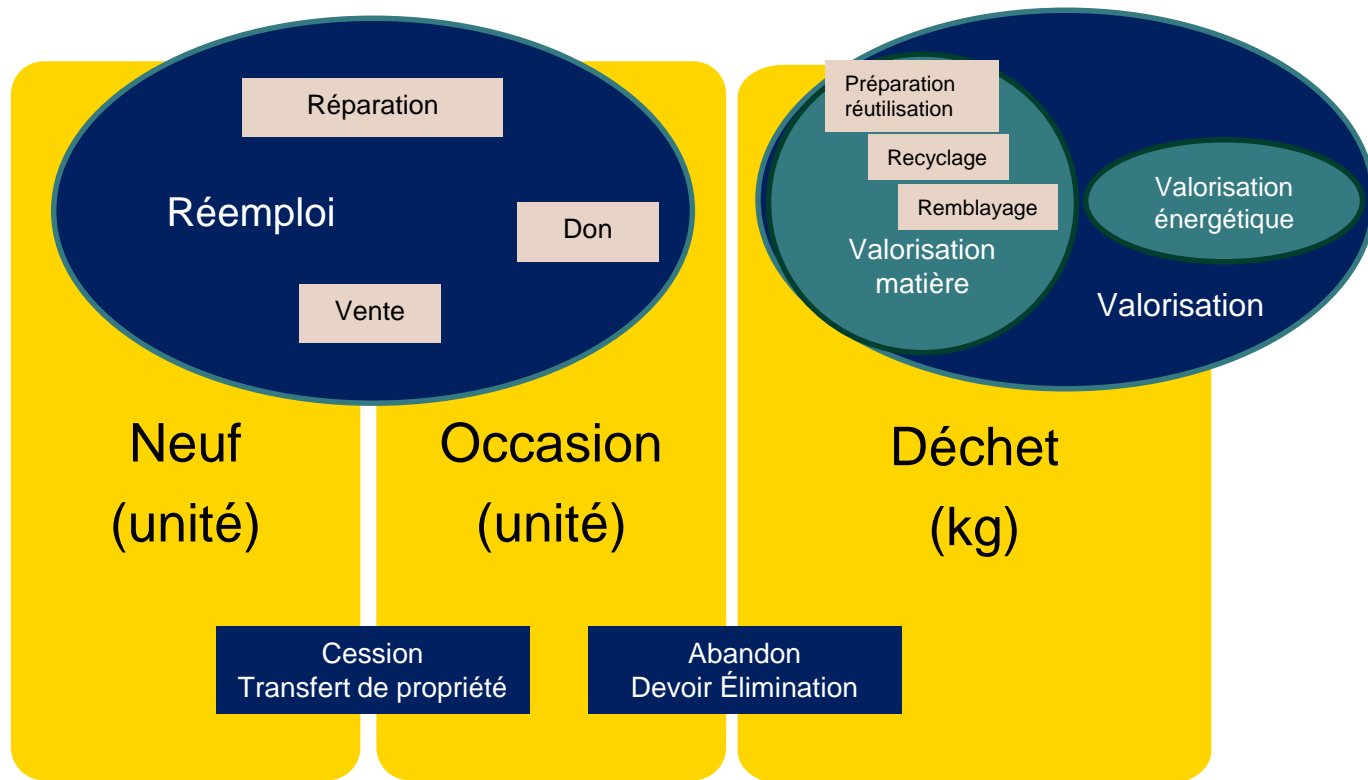 Réparation
Réemploi
Don
Vente
Préparation
réutilisation
Recyclage
Remblayage
Valorisation
matière
Valorisation
énergétique
Valorisation
Neuf
(unité)
Occasion
(unité)
Déchet
(kg)
Cession
Transfert de propriété
Abandon
Devoir Élimination